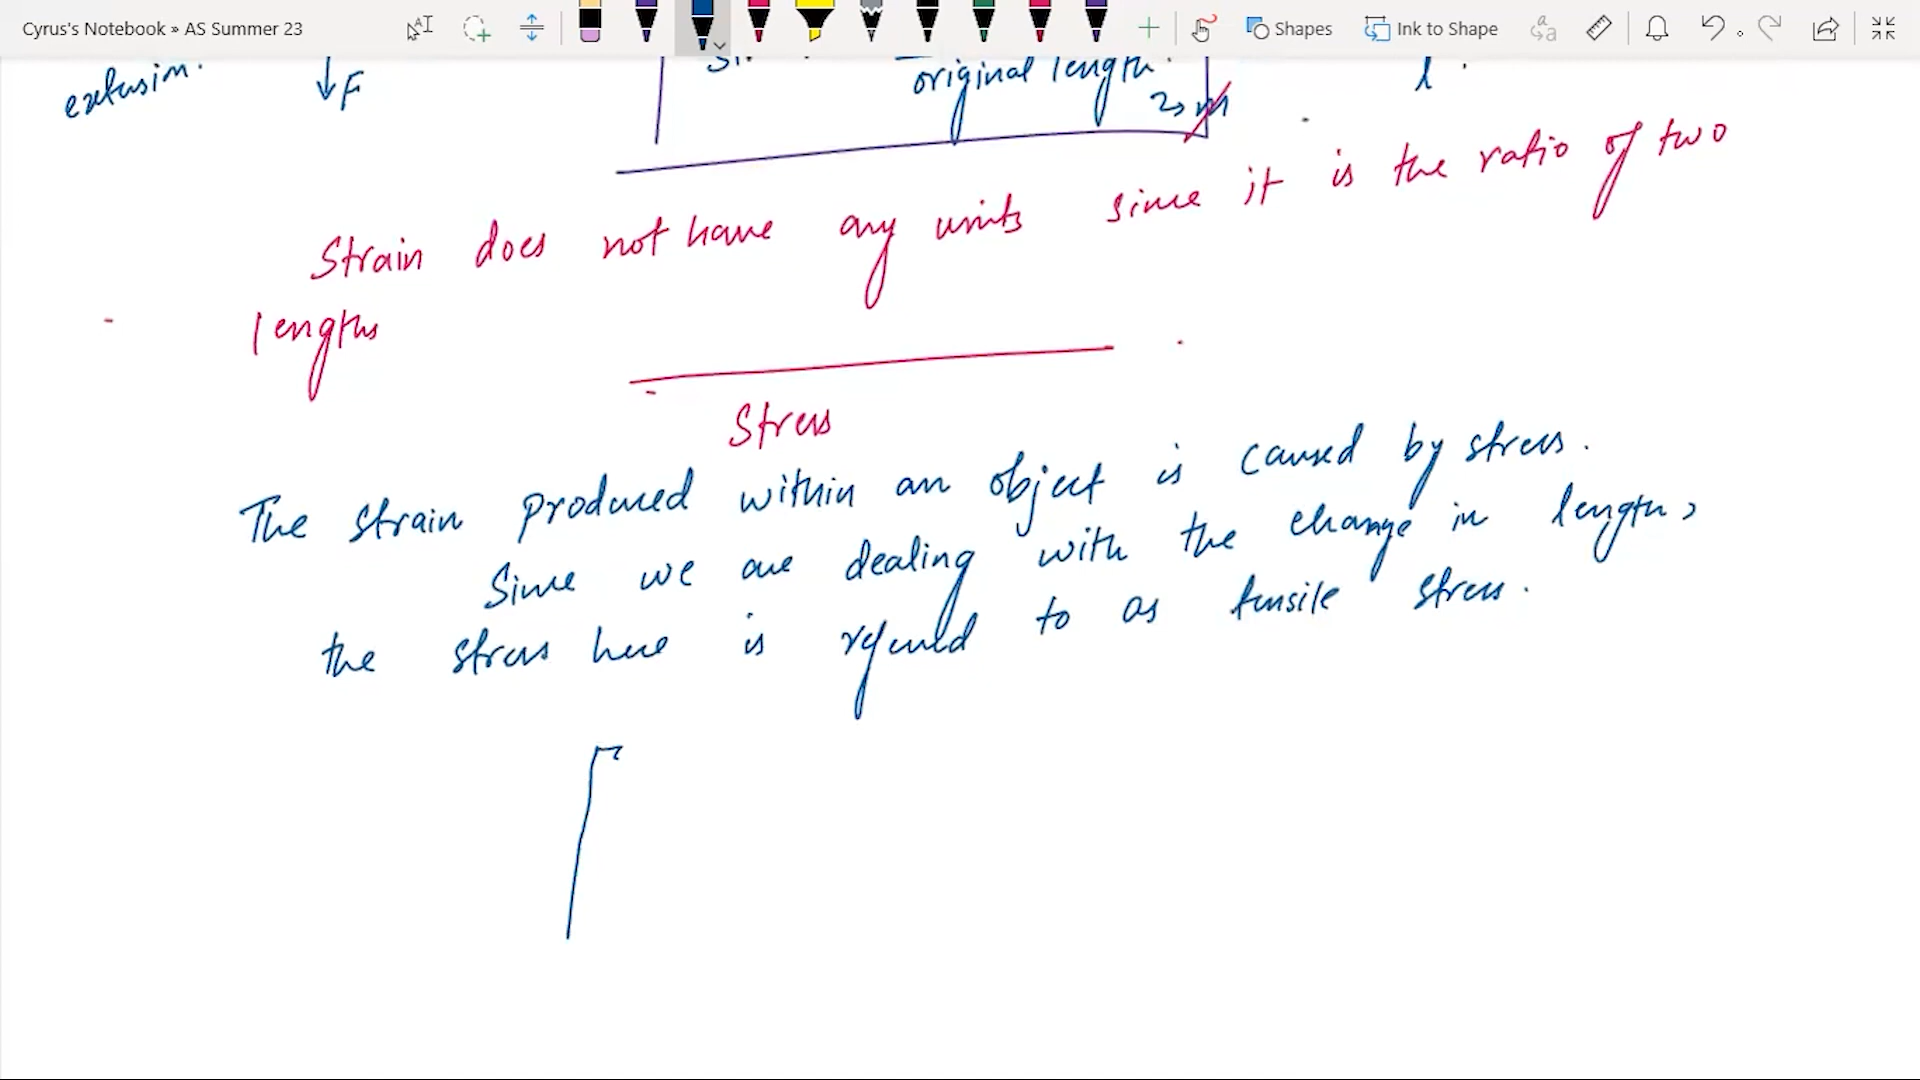 Cyrus's Notebook » AS Summer 23
Shapes
Ink to Shape
extension.
F
original length.
l.
Strain does not have any units since it is the ratio of two
lengths
Stress
The strain produced within an object is caused by stress.
Since we are dealing with the change in length,
the stress here is referred to as tensile stress.